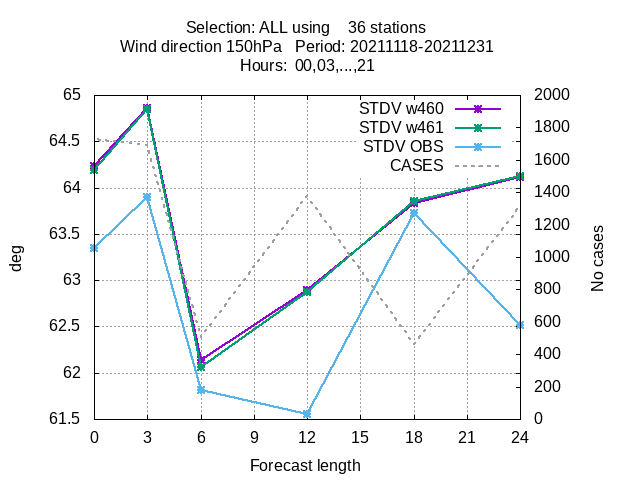 Selection: ALL using 36 stations
Wind direction 150hPa Period: 20211118-20211231
Hours: 00,03,...,21
STDV w460
STDV w461
STDV OBS
CASES
65
64.5
64
63.5
63
62.5
62
61.5
2000
1800
1600
1400
1200
1000
800
600
400
200
0
deg
No cases
0 3 6 9 12 15 18 21 24
Forecast length